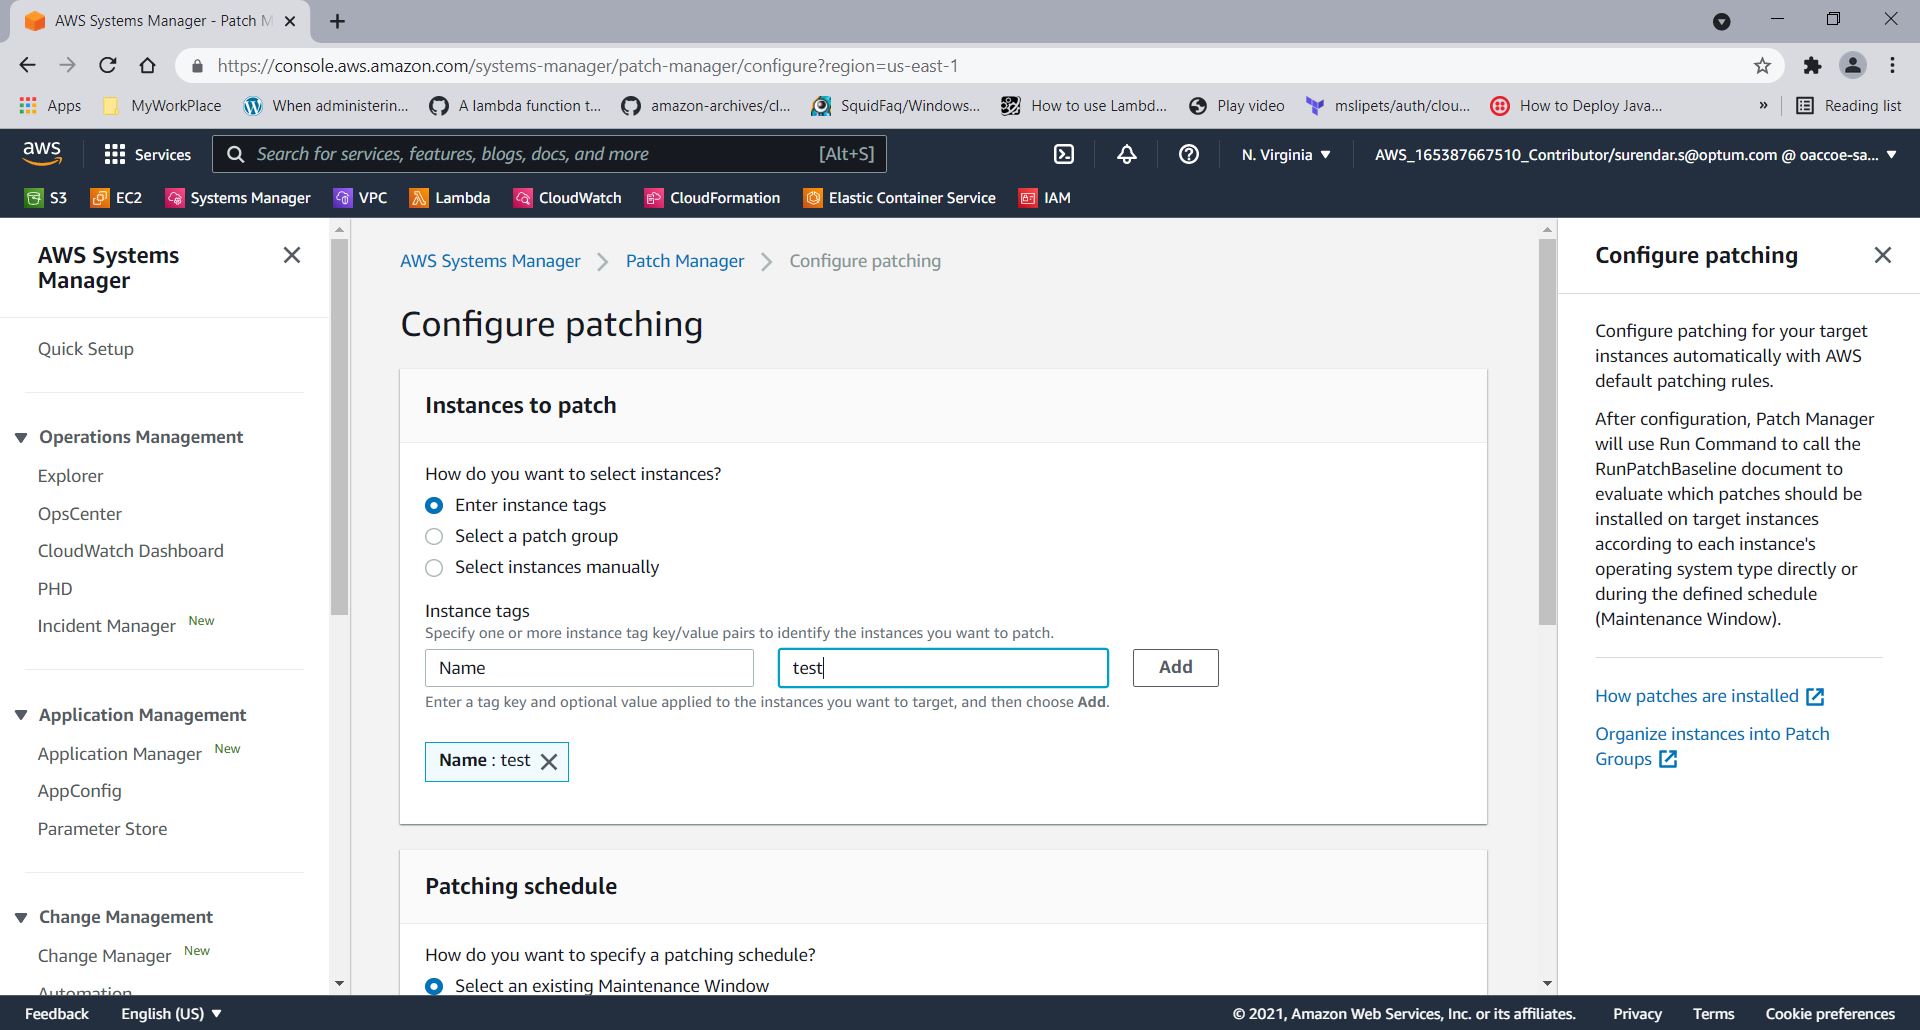 AWS Systems Manager - Patch M
https://console.aws.amazon.com/systems-manager/patch-manager/configure?region=us-east-1
Apps MyWorkPlace When administerin... A lambda function t... amazon-archives/cl... SquidFaq/Windows... How to use Lambd... Play video mslipets/auth/clou... How to Deploy Java... » Reading list
aws Services Search for services, features, blogs, docs, and more [Alt+S] N. Virginia AWS_165387667510_Contributor/surendar.s@optum.com @ oaccoe-sa...
S3 EC2 Systems Manager VPC Lambda CloudWatch CloudFormation Elastic Container Service IAM
AWS Systems
Manager
Quick Setup
Operations Management
Explorer
OpsCenter
CloudWatch Dashboard
PHD
Incident Manager New
Application Management
Application Manager New
AppConfig
Parameter Store
Change Management
Change Manager New
Automation
AWS Systems Manager Patch Manager Configure patching
Configure patching
Instances to patch
How do you want to select instances?
Enter instance tags
Select a patch group
Select instances manually
Instance tags
Specify one or more instance tag key/value pairs to identify the instances you want to patch.
Name test Add
Enter a tag key and optional value applied to the instances you want to target, and then choose Add.
Name : test
Patching schedule
How do you want to specify a patching schedule?
Select an existing Maintenance Window
Configure patching
Configure patching for your target
instances automatically with AWS
default patching rules.
After configuration, Patch Manager
will use Run Command to call the
RunPatchBaseline document to
evaluate which patches should be
installed on target instances
according to each instance's
operating system type directly or
during the defined schedule
(Maintenance Window).
How patches are installed
Organize instances into Patch
Groups
Feedback English (US) © 2021, Amazon Web Services, Inc. or its affiliates. Privacy Terms Cookie preferences